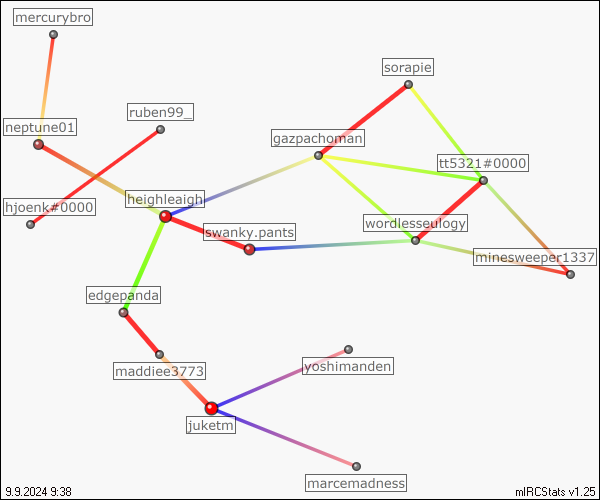 mercurybro
sorapie
ruben99_
neptune01
gazpachoman
tt5321#0000
hjoenk#0000
heighleaigh
wordlesseulogy
swanky.pants
minesweeper1337
edgepanda
yoshimanden
maddiee3773
juketm
marcemadness
9.9.2024 9:38
mIRCStats v1.25